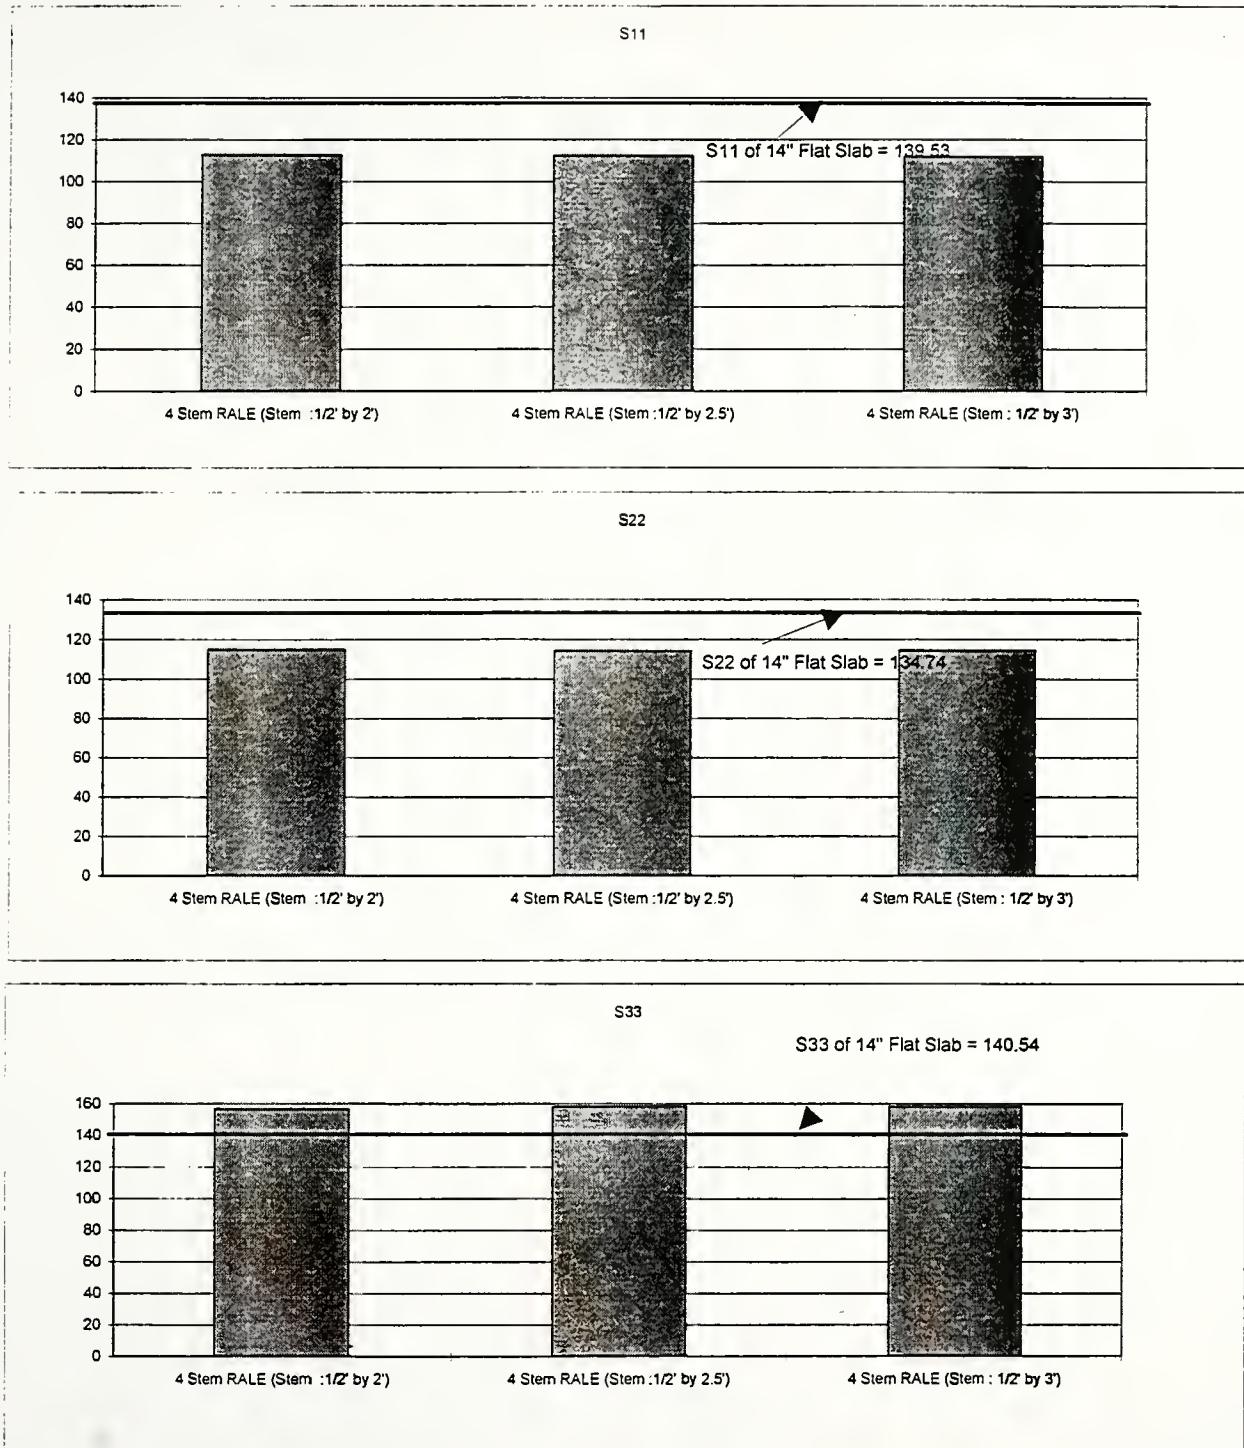 S11
140
120
100
80
60
40
20
0
S11 of 14" Flat Slab = 139.53
4 Stem RALE (Stem :1/2' by 2')
4 Stem RALE (Stem :1/2' by 2.5')
4 Stem RALE (Stem : 1/2' by 3')
S22
140
120
100
80
60
40
20
0
S22 of 14" Flat Slab = 134.74
4 Stem RALE (Stem :1/2' by 2')
4 Stem RALE (Stem :1/2' by 2.5')
4 Stem RALE (Stem : 1/2' by 3')
S33
S33 of 14" Flat Slab = 140.54
160
140
120
100
80
60
40
20
0
4 Stem RALE (Stem :1/2' by 2')
4 Stem RALE (Stem :1/2' by 2.5')
4 Stem RALE (Stem : 1/2' by 3')